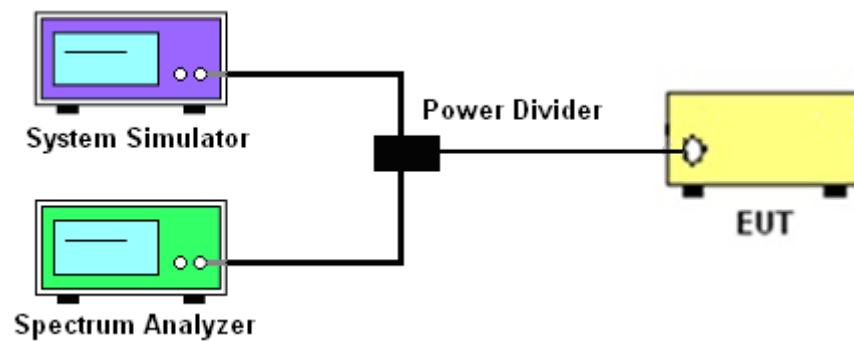 System Simulator
Power Divider
EUT
Spectrum Analyzer